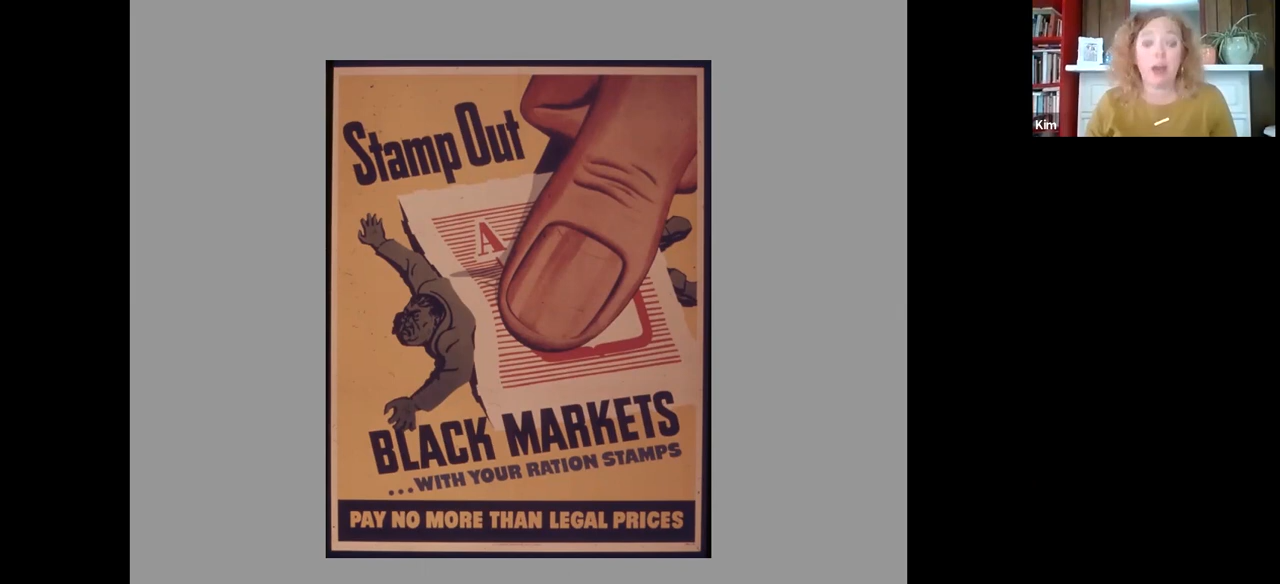 Stamp Out
A
BLACK MARKETS
...WITH YOUR RATION STAMPS
PAY NO MORE THAN LEGAL PRICES
Kim